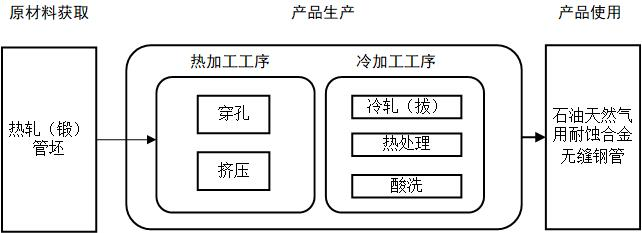 原材料获取
产品生产
产品使用
热轧（锻）
管坯
热加工工序
穿孔
挤压
冷加工工序
冷轧（拔）
热处理
酸洗
石油天然气
用耐蚀合金
无缝钢管